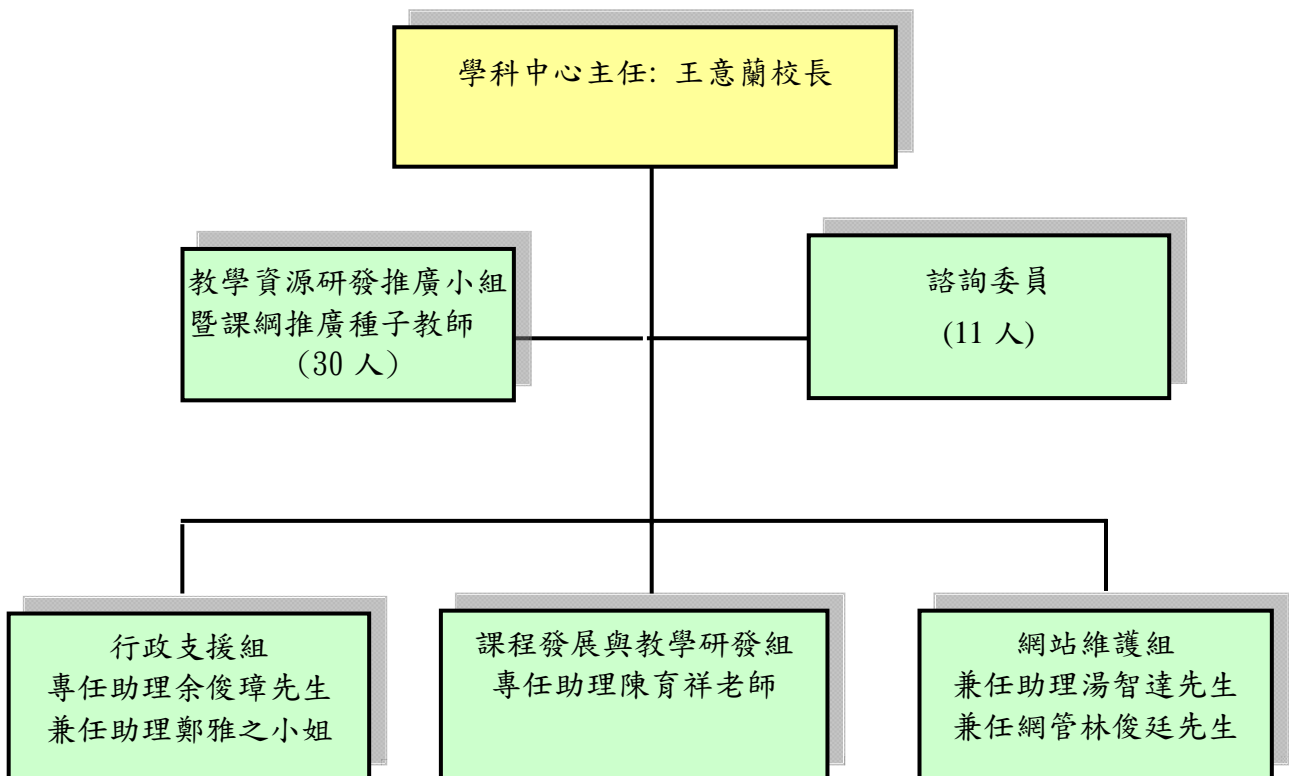 學科中心主任: 王意蘭校長
教學資源研發推廣小組
暨課綱推廣種子教師
（30 人）
諮詢委員
(11 人)
行政支援組
專任助理余俊璋先生
兼任助理鄭雅之小姐
課程發展與教學研發組
專任助理陳育祥老師
網站維護組
兼任助理湯智達先生
兼任網管林俊廷先生